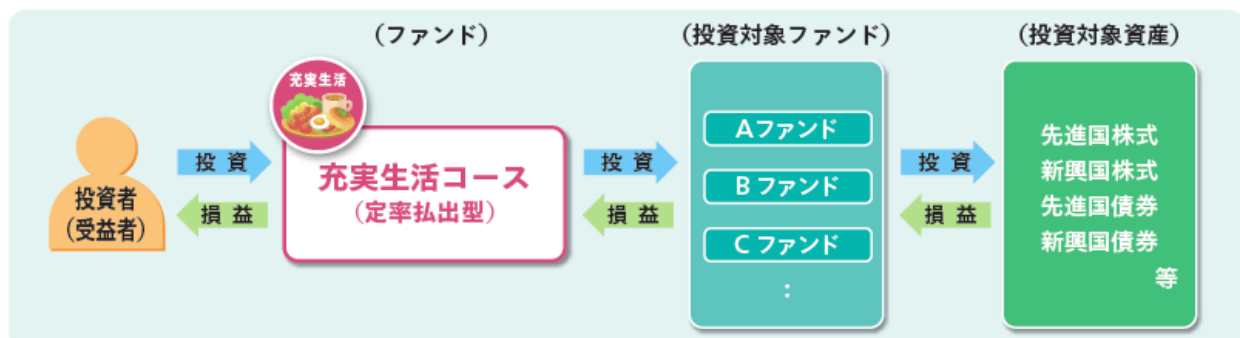 (ファンド)
(投資対象ファンド)
(投資対象資産)
投資者
(受益者)
投 資
損 益
充実生活
充実生活コース
(定率払出型)
投 資
損 益
Aファンド
Bファンド
Cファンド
:
投 資
損 益
先進国株式
新興国株式
先進国債券
新興国債券
等